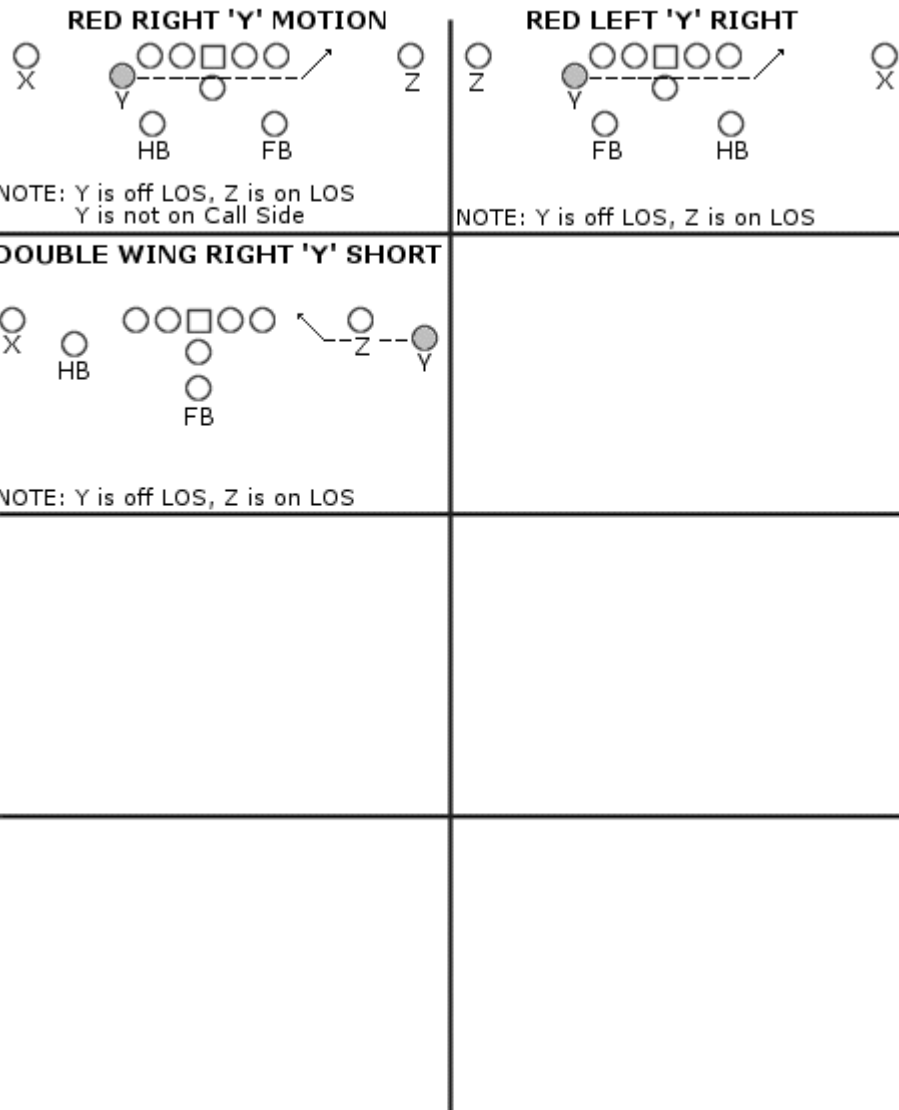 RED RIGHT 'Y' MOTION
X
Y
Z
HB
FB
NOTE: Y is off LOS, Z is on LOS
Y is not on Call Side
RED LEFT 'Y' RIGHT
Z
Y
X
FB
HB
NOTE: Y is off LOS, Z is on LOS
DOUBLE WING RIGHT 'Y' SHORT
X
HB
Z
Y
FB
NOTE: Y is off LOS, Z is on LOS